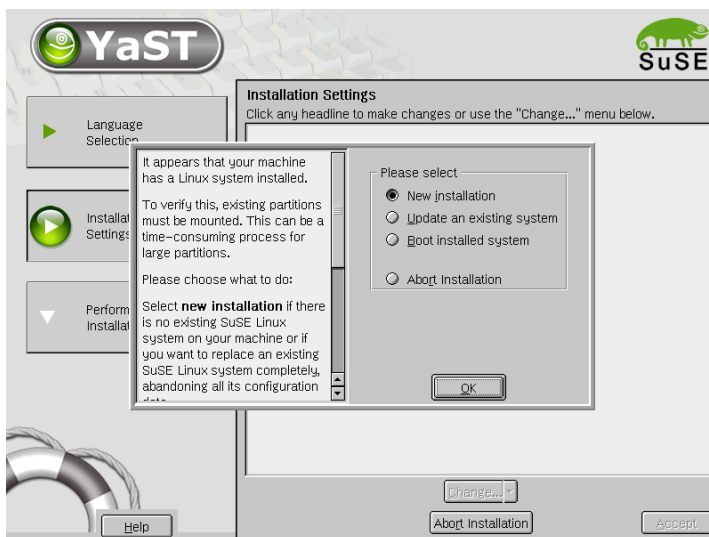 YaST
SuSE
Installation Settings
Click any headline to make changes or use the "Change..." menu below.
Language
Selection
Installat
Settings
Perform
Installat
It appears that your machine
has a Linux system installed.
To verify this, existing partitions
must be mounted. This can be a
time-consuming process for
large partitions.
Please choose what to do:
Select new installation if there
is no existing SuSE Linux
system on your machine or if
you want to replace an existing
SuSE Linux system completely,
abandoning all its configuration
Please select
New installation
Update an existing system
Boot installed system
Abort Installation
OK
Change...
Help
Abort Installation
Accept